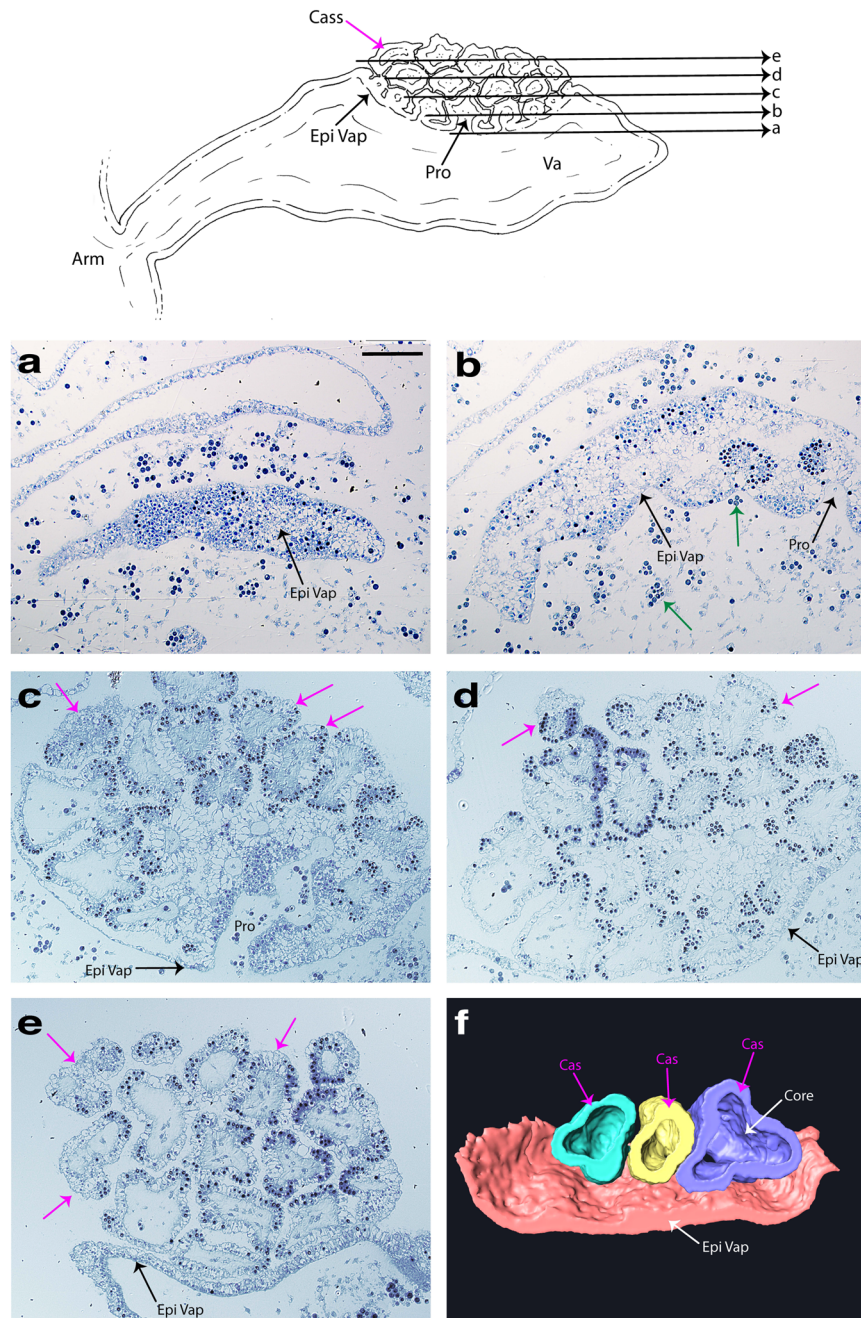 Cass
e
d
c
b
a
Epi Vap
Pro
Va
Arm
a
Epi Vap
b
Epi Vap
Pro
c
Pro
Epi Vap
d
Epi Vap
e
Epi Vap
f
Cas
Cas
Cas
Core
Epi Vap